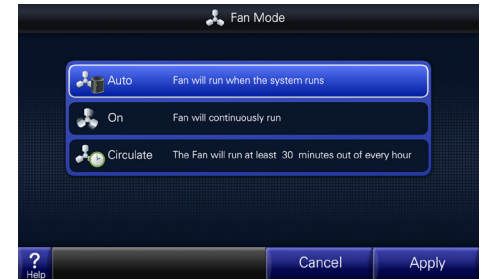 Fan Mode
Auto Fan will run when the system runs
On Fan will continuously run
Circulate The Fan will run at least 30 minutes out of every hour
? Cancel Apply
Help